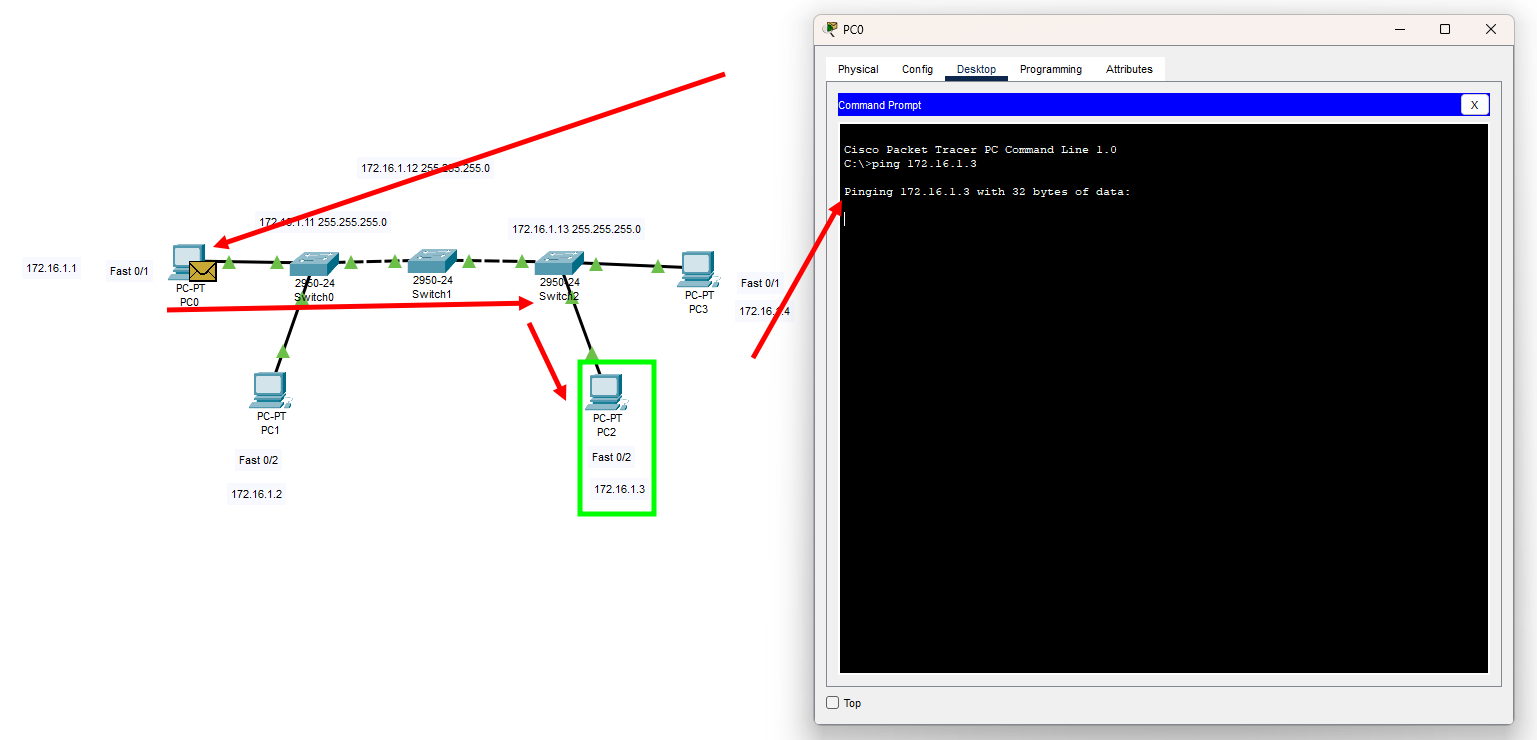 172.16.1.12 255.255.255.0
172.16.1.11 255.255.255.0
172.16.1.13 255.255.255.0
172.16.1.1
Fast 0/1
PC-PT
PC0
2950-24
Switch0
2950-24
Switch1
2950-24
Switch2
PC-PT
PC3
Fast 0/1
172.16.1.4
PC-PT
PC1
Fast 0/2
172.16.1.2
PC-PT
PC2
Fast 0/2
172.16.1.3
PC0
Physical Config Desktop Programming Attributes
Command Prompt
X
Cisco Packet Tracer PC Command Line 1.0
C:\>ping 172.16.1.3
Pinging 172.16.1.3 with 32 bytes of data:
Top